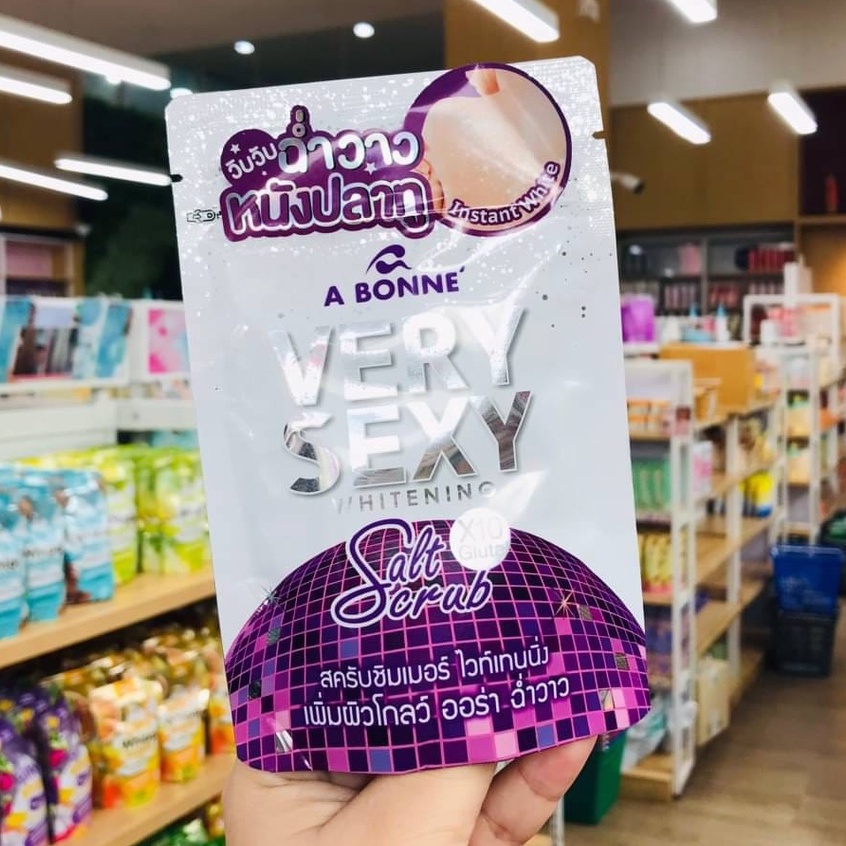 วิบวับ ฉ่ำวาว
หนังปลาทู
Instant White
A BONNE'
VERY
SEXY
WHITENING
X10
Gluta
Salt
Scrub
สครับชิมเมอร์ ไวท์เทนนิ่ง
เพิ่มผิวโกลว์ ออร่า ฉ่ำวาว